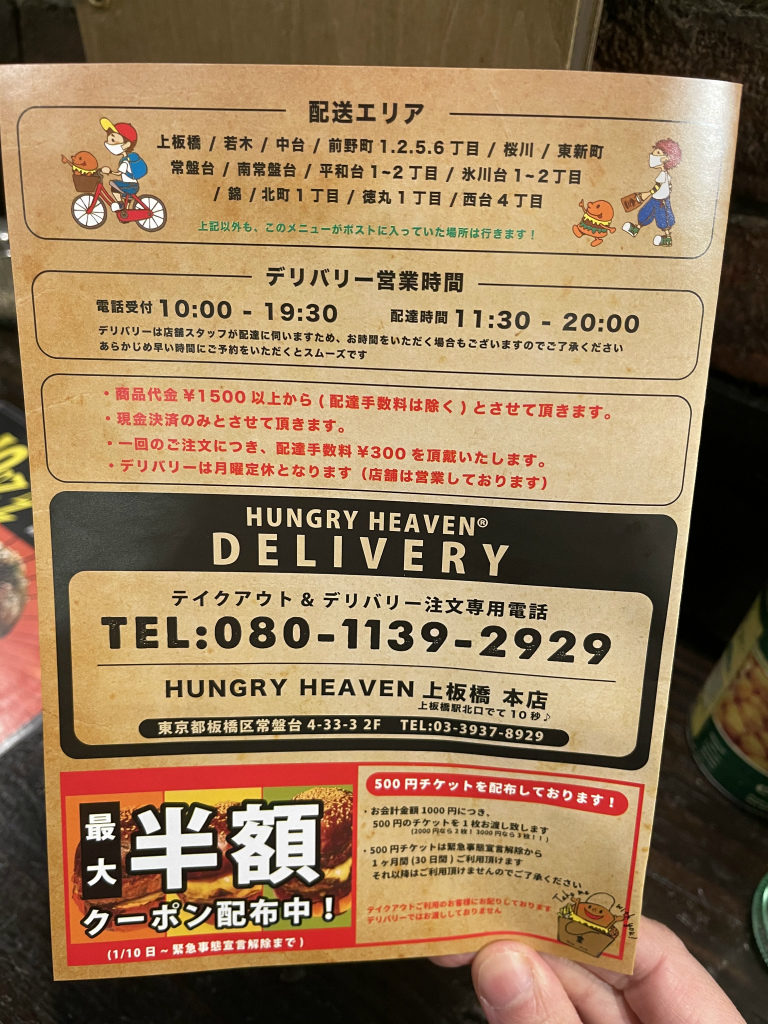 配送エリア
上板橋 / 若木 / 中台 / 前野町 1.2.5.6 丁目 / 桜川 / 東新町
常盤台 / 南常盤台 / 平和台 1~2 丁目 / 氷川台 1~2 丁目
/ 錦 / 北町 1 丁目 / 徳丸 1 丁目 / 西台 4 丁目
上記以外も、このメニューがポストに入っていた場所は行きます！
デリバリー営業時間
電話受付 10:00 - 19:30 配達時間 11:30 - 20:00
デリバリーは店舗スタッフが配達に伺いますため、お時間をいただく場合もございますのでご了承ください
あらかじめ早い時間にご予約をいただくとスムーズです
・商品代金 ¥1500 以上から ( 配達手数料は除く ) とさせて頂きます。
・現金決済のみとさせて頂きます。
・一回のご注文につき、配達手数料 ¥300 を頂戴いたします。
・デリバリーは月曜定休となります（店舗は営業しております）
HUNGRY HEAVEN®
DELIVERY
テイクアウト & デリバリー注文専用電話
TEL:080-1139-2929
HUNGRY HEAVEN 上板橋 本店
上板橋駅北口でて 10 秒♪
東京都板橋区常盤台 4-33-3 2F TEL:03-3937-8929
最大半額
クーポン配布中！
(1/10 日 ~ 緊急事態宣言解除まで)
500 円チケットを配布しております！
・お会計金額 1000 円につき、
500 円のチケットを 1 枚お渡し致します
(2000 円なら 2 枚！ 3000 円なら 3 枚！！)
・500 円チケットは緊急事態宣言解除から
1 ヶ月間 (30 日間) ご利用頂けます
それ以降はご利用頂けませんのでご了承ください
テイクアウトご利用のお客様にお配りしております
デリバリーではお渡ししておりません